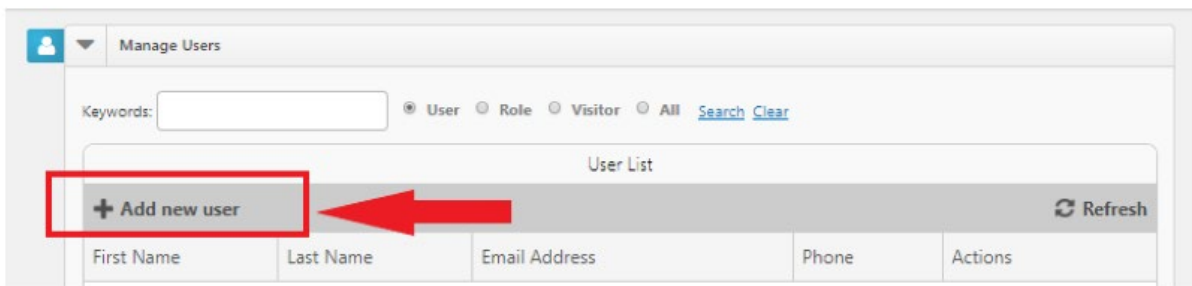 Manage Users
Keywords: User Role Visitor All Search Clear
User List
Add new user Refresh
First Name Last Name Email Address Phone Actions